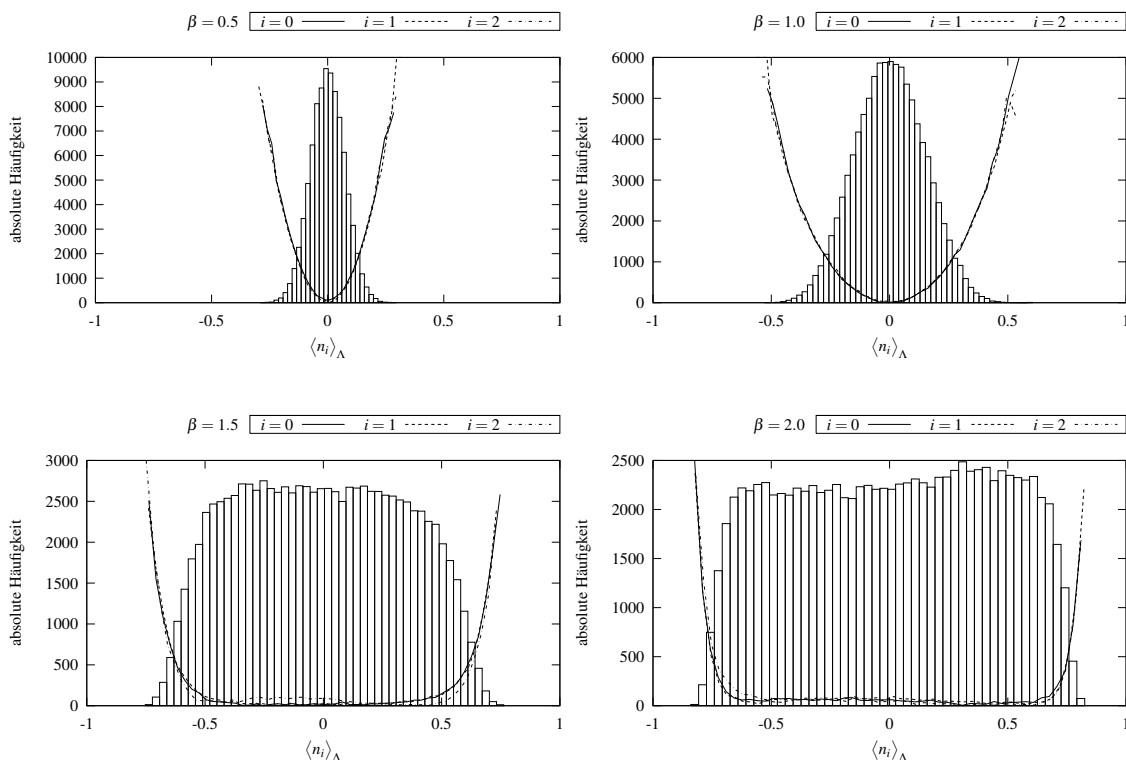 β = 0.5 i = 0 i = 1 i = 2
absolute Häufigkeit
10000
9000
8000
7000
6000
5000
4000
3000
2000
1000
0
-1 -0.5 0 0.5 1
⟨n_i⟩_Λ
β = 1.0 i = 0 i = 1 i = 2
absolute Häufigkeit
6000
5000
4000
3000
2000
1000
0
-1 -0.5 0 0.5 1
⟨n_i⟩_Λ
β = 1.5 i = 0 i = 1 i = 2
absolute Häufigkeit
3000
2500
2000
1500
1000
500
0
-1 -0.5 0 0.5 1
⟨n_i⟩_Λ
β = 2.0 i = 0 i = 1 i = 2
absolute Häufigkeit
2500
2000
1500
1000
500
0
-1 -0.5 0 0.5 1
⟨n_i⟩_Λ